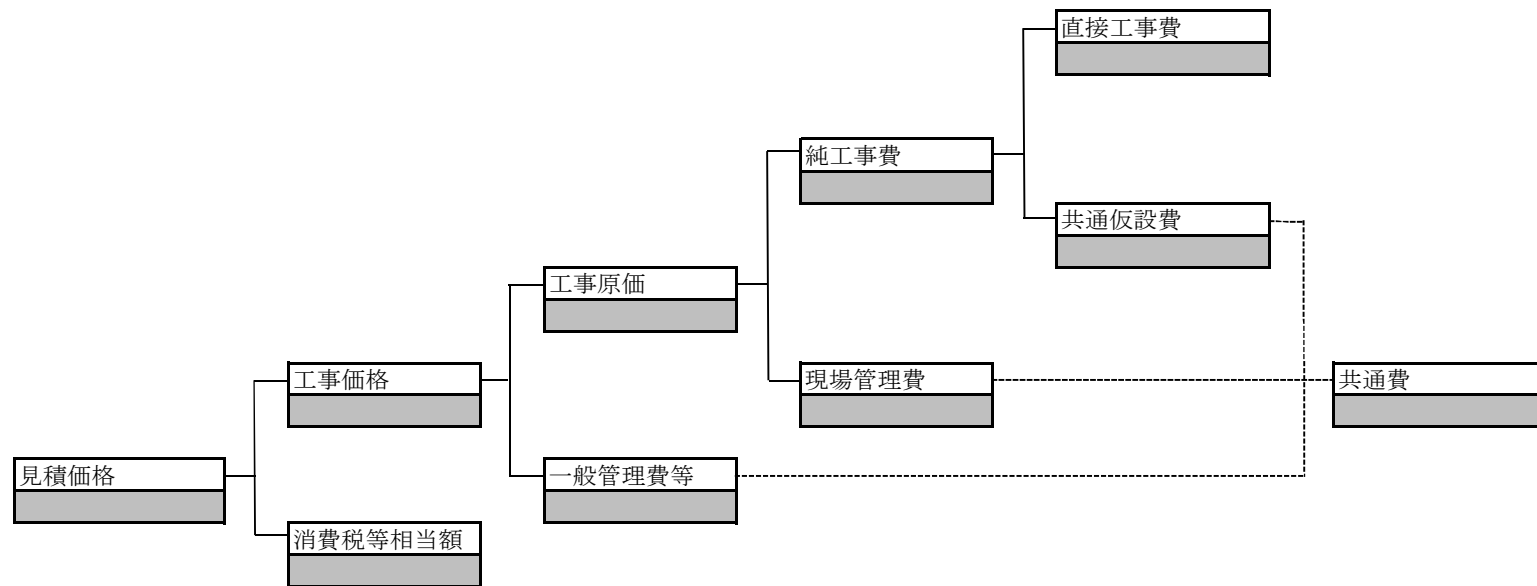 直接工事費
純工事費
共通仮設費
工事原価
工事価格
現場管理費
共通費
見積価格
一般管理費等
消費税等相当額